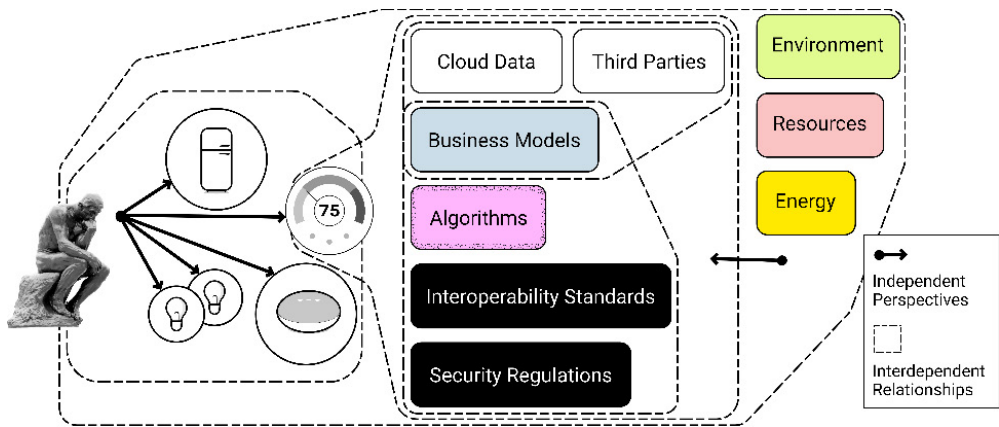 Cloud Data
Third Parties
Environment
Business Models
Resources
Algorithms
Energy
75
Interoperability Standards
Security Regulations
Independent
Perspectives
Interdependent
Relationships